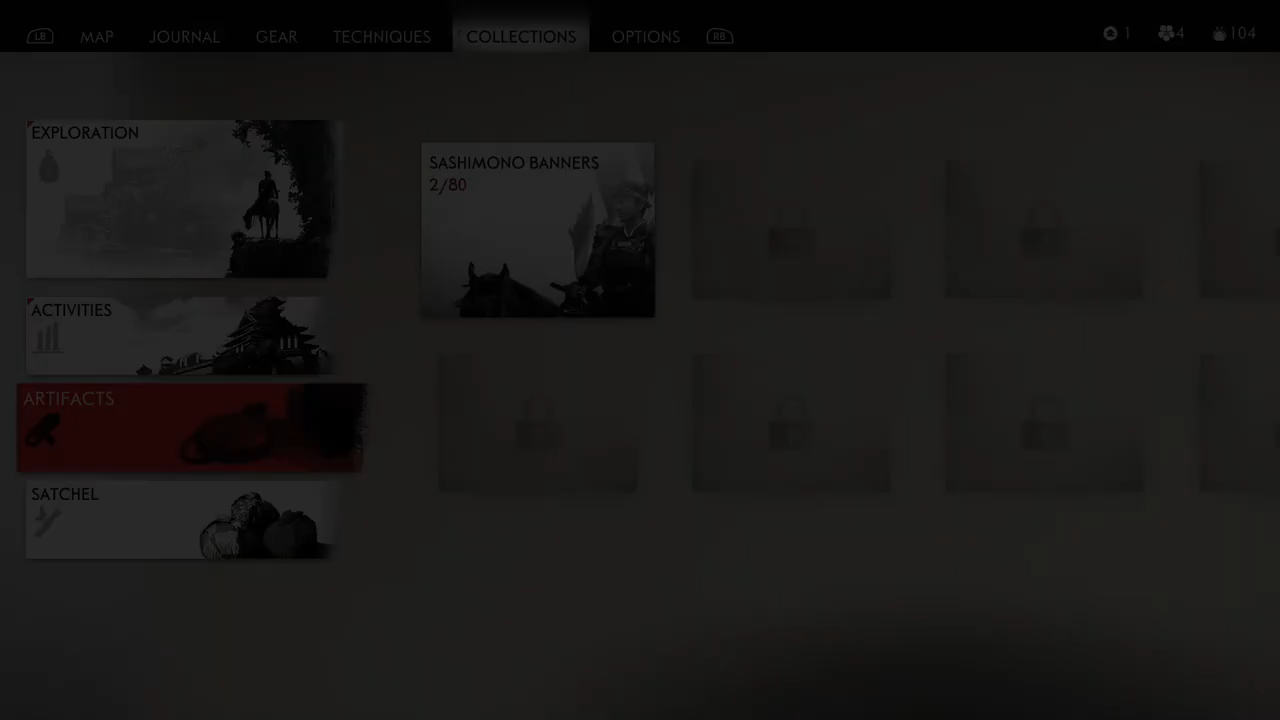 LB MAP JOURNAL GEAR TECHNIQUES COLLECTIONS OPTIONS RB 1 4 104
EXPLORATION
SASHIMONO BANNERS
2/80
ACTIVITIES
ARTIFACTS
SATCHEL